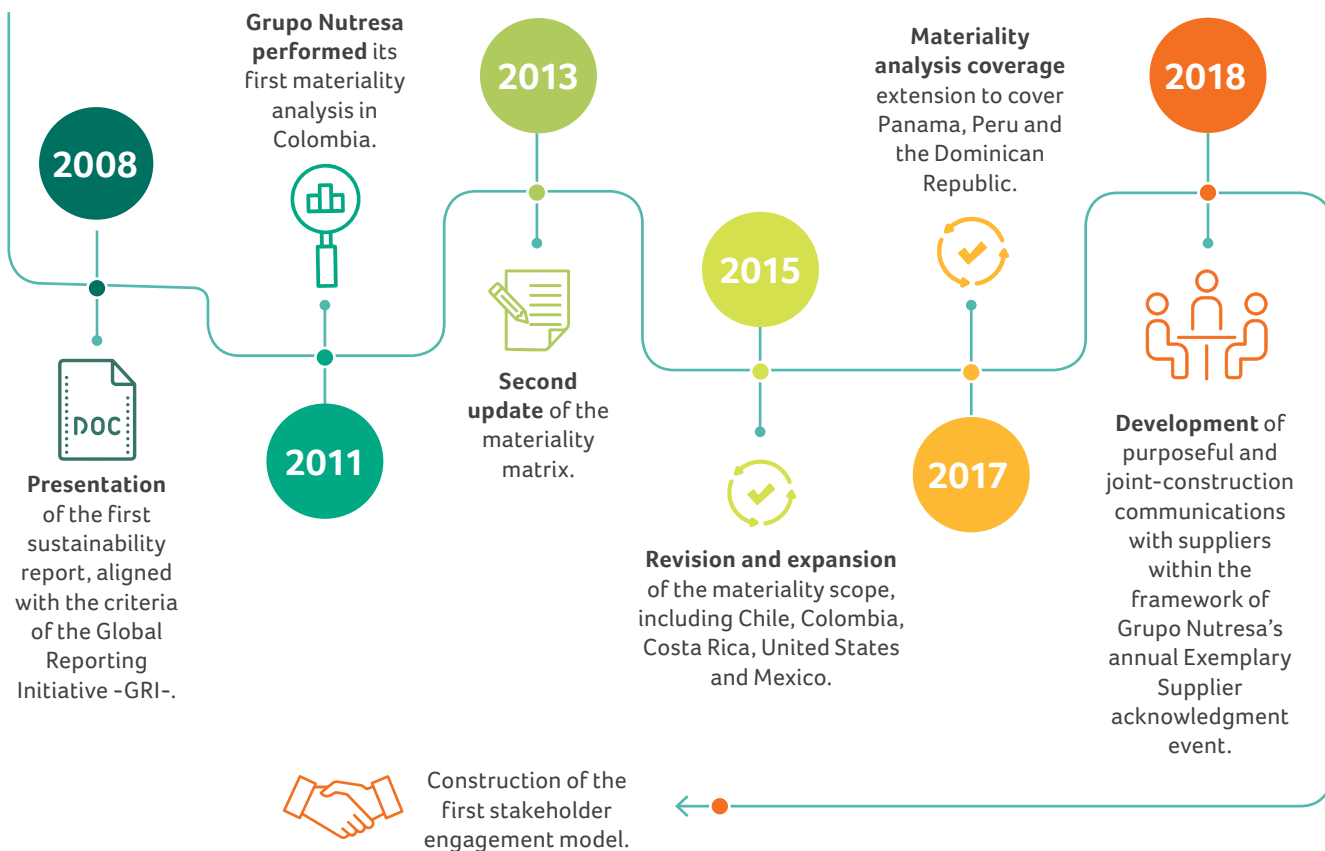 2008
DOC
Presentation
of the first
sustainability
report, aligned
with the criteria
of the Global
Reporting
Initiative -GRI-.
Grupo Nutresa
performed its
first materiality
analysis in
Colombia.
2011
2013
Second
update of the
materiality
matrix.
2015
Revision and expansion
of the materiality scope,
including Chile, Colombia,
Costa Rica, United States
and Mexico.
Materiality
analysis coverage
extension to cover
Panama, Peru and
the Dominican
Republic.
2017
2018
Development of
purposeful and
joint-construction
communications
with suppliers
within the
framework of
Grupo Nutresa’s
annual Exemplary
Supplier
acknowledgment
event.
Construction of the
first stakeholder
engagement model.